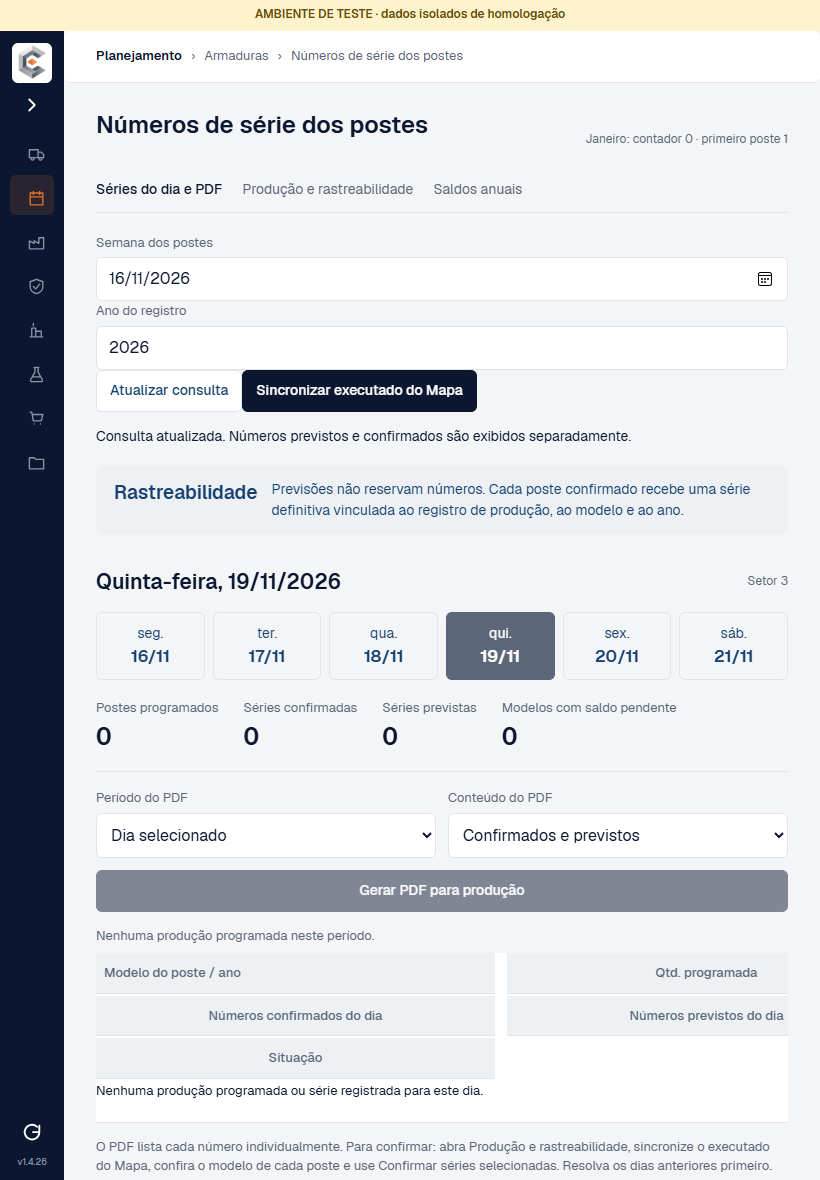 AMBIENTE DE TESTE · dados isolados de homologação
Planejamento › Armaduras › Números de série dos postes
Números de série dos postes
Janeiro: contador 0 · primeiro poste 1
Séries do dia e PDF Produção e rastreabilidade Saldos anuais
Semana dos postes
16/11/2026
Ano do registro
2026
Atualizar consulta Sincronizar executado do Mapa
Consulta atualizada. Números previstos e confirmados são exibidos separadamente.
Rastreabilidade
Previsões não reservam números. Cada poste confirmado recebe uma série
definitiva vinculada ao registro de produção, ao modelo e ao ano.
Quinta-feira, 19/11/2026
Setor 3
seg. ter. qua. qui. sex. sáb.
16/11 17/11 18/11 19/11 20/11 21/11
Postes programados Séries confirmadas Séries previstas Modelos com saldo pendente
0 0 0 0
Período do PDF Conteúdo do PDF
Dia selecionado Confirmados e previstos
Gerar PDF para produção
Nenhuma produção programada neste período.
Modelo do poste / ano Qtd. programada
Números confirmados do dia Números previstos do dia
Situação
Nenhuma produção programada ou série registrada para este dia.
O PDF lista cada número individualmente. Para confirmar: abra Produção e rastreabilidade, sincronize o executado
do Mapa, confira o modelo de cada poste e use Confirmar séries selecionadas. Resolva os dias anteriores primeiro.
v1.4.26